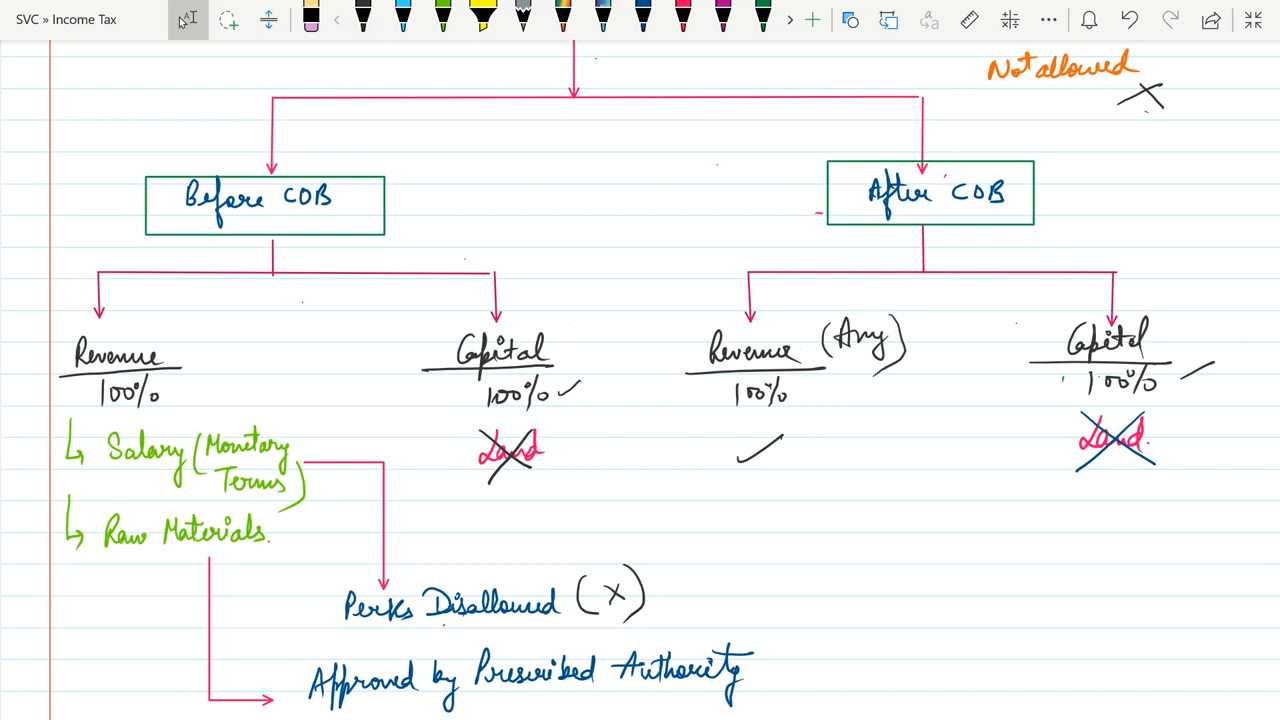 SVC » Income Tax
Not allowed
Before COB
After COB
Revenue
100%
Capital
100%
Revenue (Any)
100%
Capital
100%
Land
Land.
Salary (Monetary
Terms)
Raw Materials.
Perks Disallowed (X)
Approved by Prescribed Authority